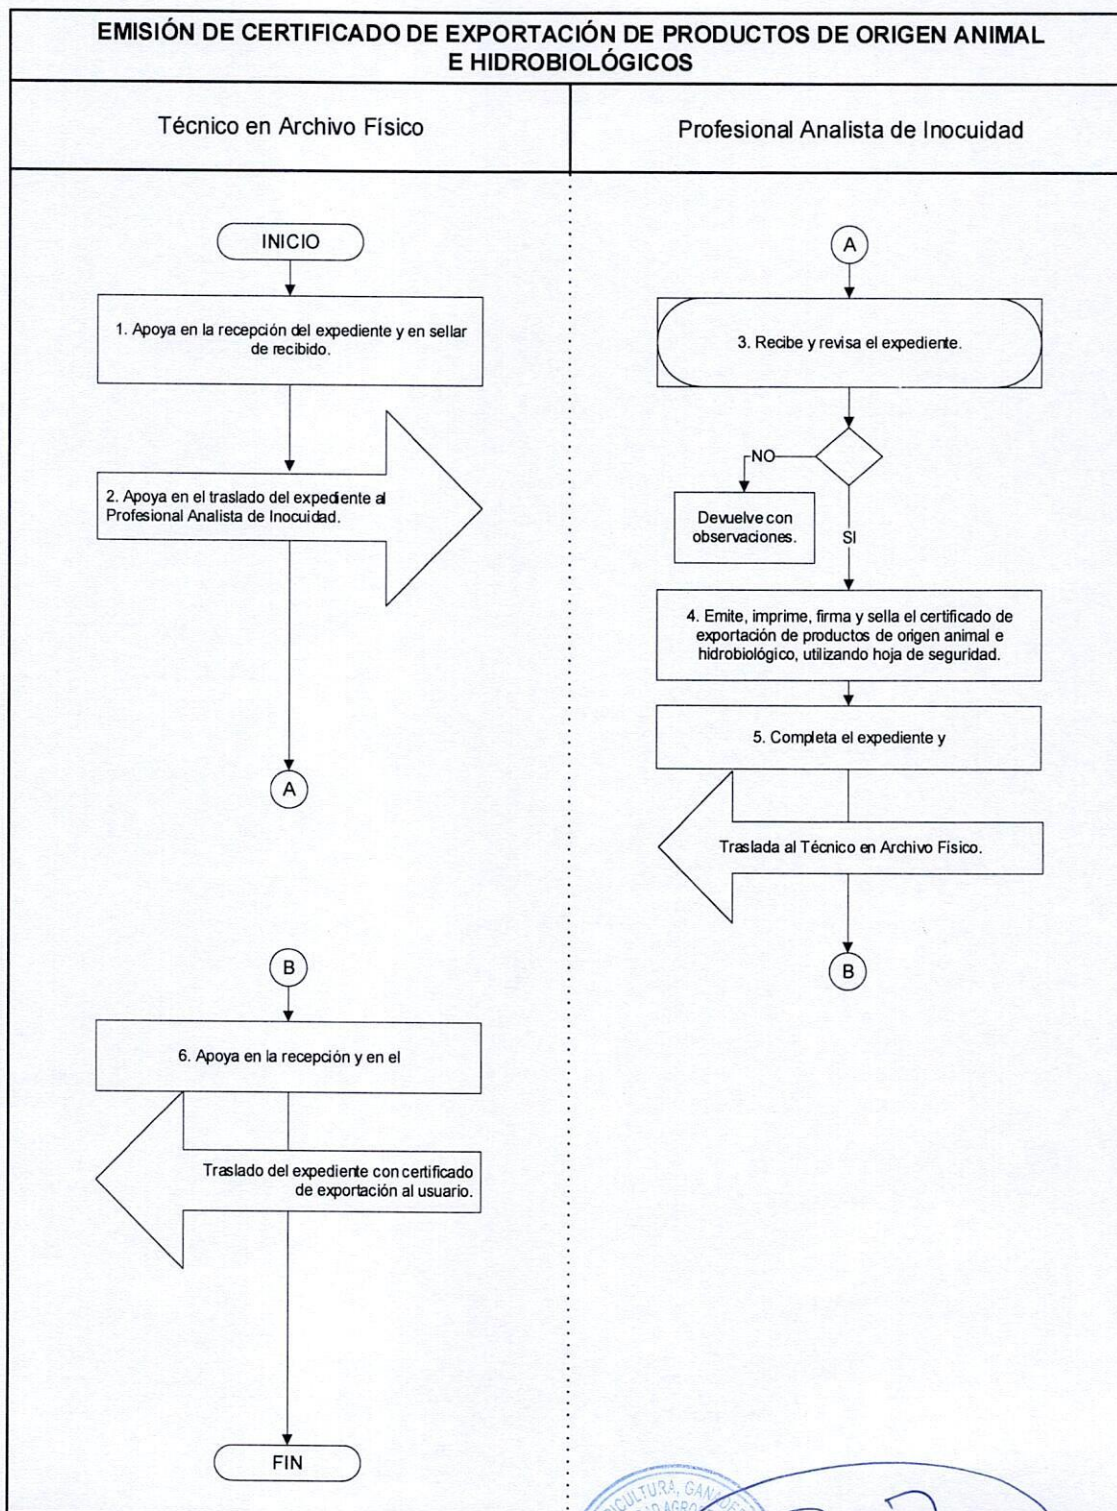 EMISIÓN DE CERTIFICADO DE EXPORTACIÓN DE PRODUCTOS DE ORIGEN ANIMAL
E HIDROBIOLÓGICOS
Técnico en Archivo Físico
Profesional Analista de Inocuidad
INICIO
1. Apoya en la recepción del expediente y en sellar
de recibido.
2. Apoya en el traslado del expediente al
Profesional Analista de Inocuidad.
A
A
3. Recibe y revisa el expediente.
NO
Devuelve con
observaciones.
SI
4. Emite, imprime, firma y sella el certificado de
exportación de productos de origen animal e
hidrobiológico, utilizando hoja de seguridad.
5. Completa el expediente y
Traslada al Técnico en Archivo Físico.
B
B
6. Apoya en la recepción y en el
Traslado del expediente con certificado
de exportación al usuario.
FIN